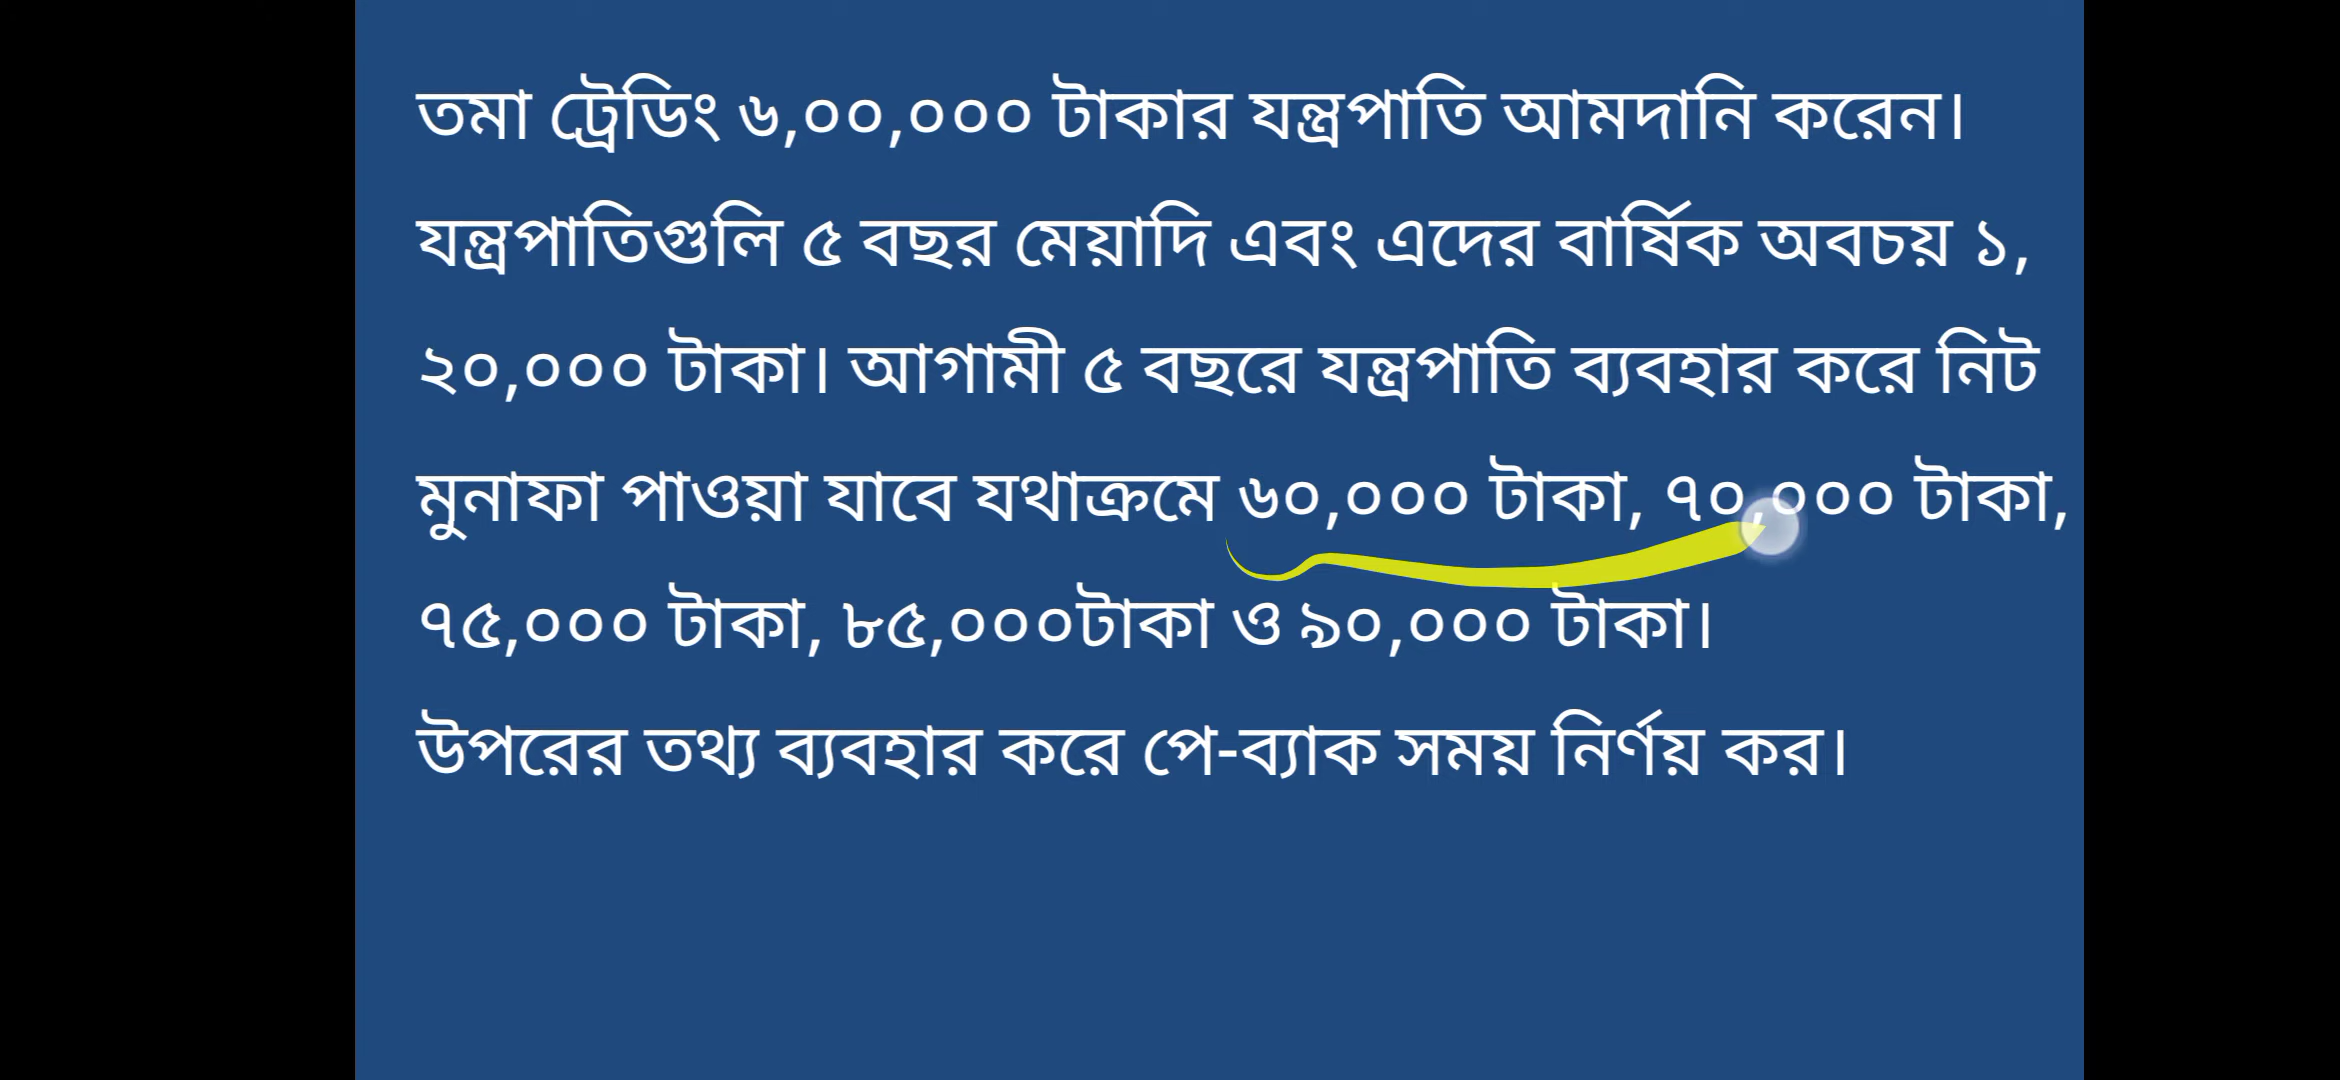 তমা ট্রেডিং ৬,০০,০০০ টাকার যন্ত্রপাতি আমদানি করেন।
যন্ত্রপাতিগুলি ৫ বছর মেয়াদি এবং এদের বার্ষিক অবচয় ১,
২০,০০০ টাকা। আগামী ৫ বছরে যন্ত্রপাতি ব্যবহার করে নিট
মুনাফা পাওয়া যাবে যথাক্রমে ৬০,০০০ টাকা, ৭০,০০০ টাকা,
৭৫,০০০ টাকা, ৮৫,০০০টাকা ও ৯০,০০০ টাকা।
উপরের তথ্য ব্যবহার করে পে-ব্যাক সময় নির্ণয় কর।